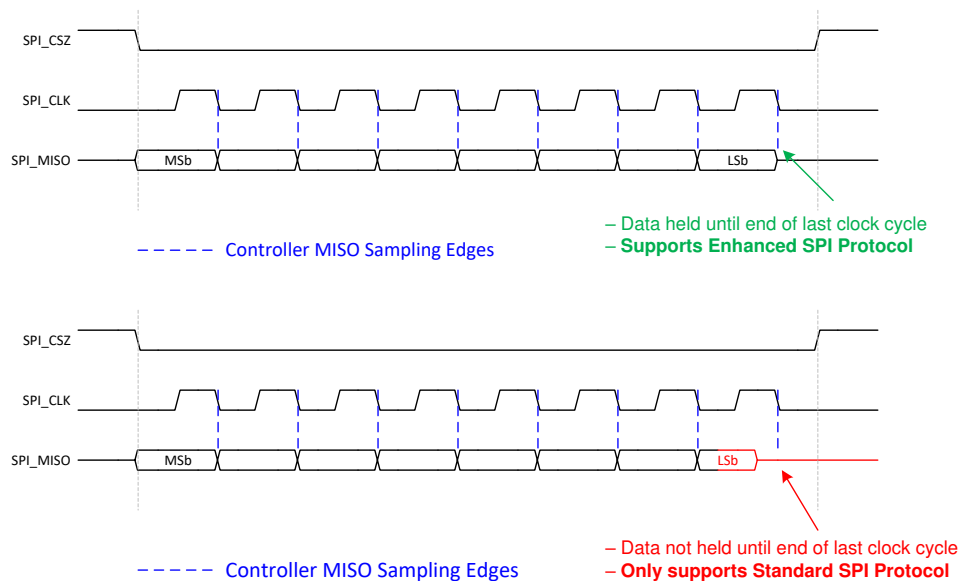 SPI_CSZ
SPI_CLK
SPI_MISO
MSb
LSb
– Data held until end of last clock cycle
– Supports Enhanced SPI Protocol
Controller MISO Sampling Edges
SPI_CSZ
SPI_CLK
SPI_MISO
MSb
LSb
– Data not held until end of last clock cycle
– Only supports Standard SPI Protocol
Controller MISO Sampling Edges